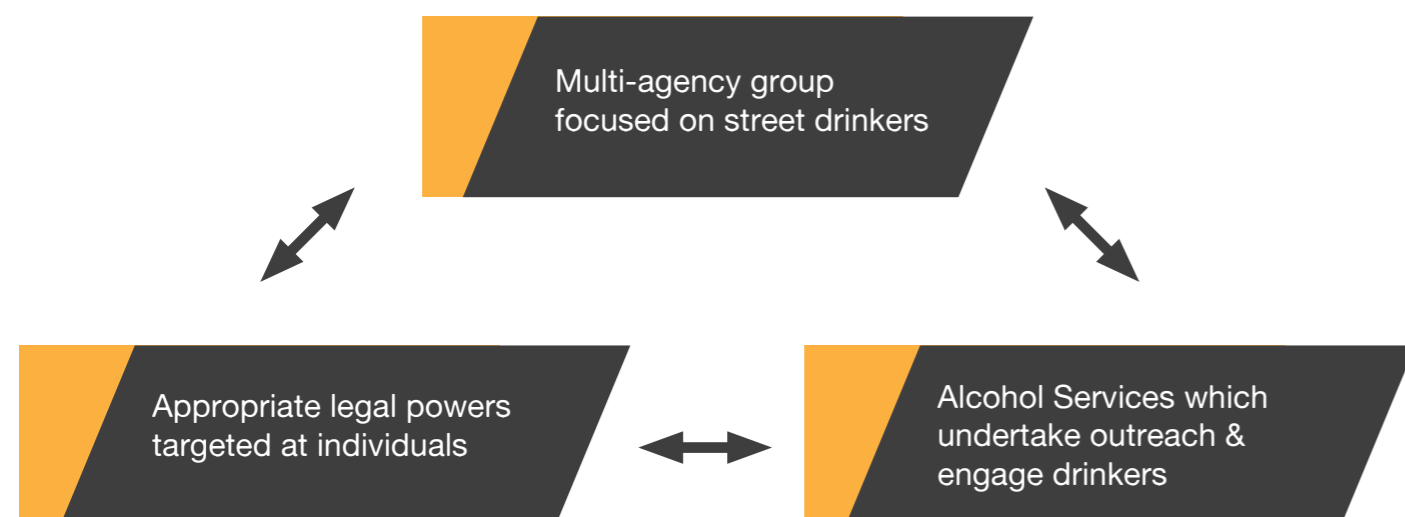 Multi-agency group
focused on street drinkers
Appropriate legal powers
targeted at individuals
Alcohol Services which
undertake outreach &
engage drinkers